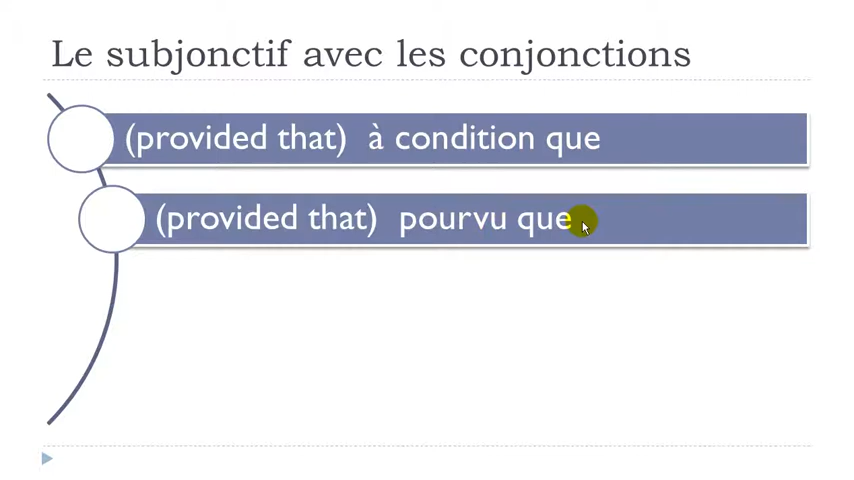 Le subjonctif avec les conjonctions
(provided that) à condition que
(provided that) pourvu que